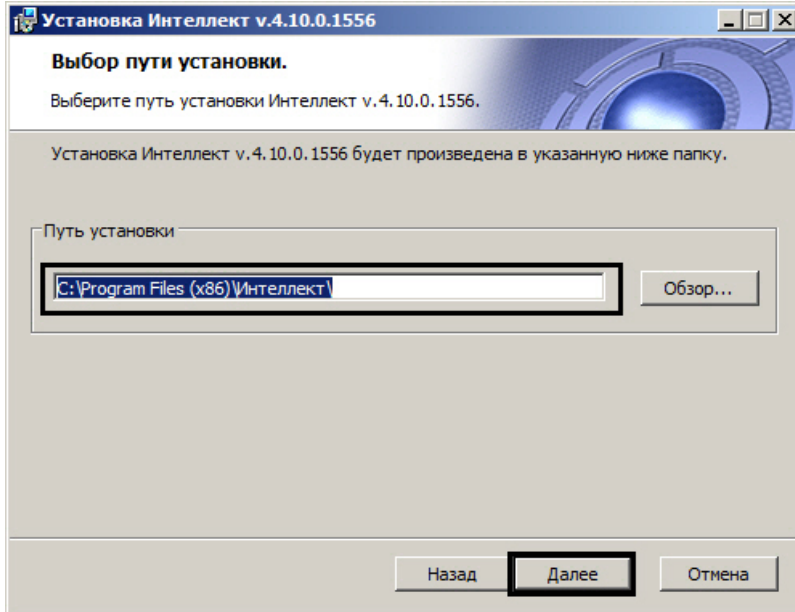 Установка Интеллект v.4.10.0.1556
Выбор пути установки.
Выберите путь установки Интеллект v.4.10.0.1556.
Установка Интеллект v.4.10.0.1556 будет произведена в указанную ниже папку.
Путь установки
C:\Program Files (x86)\Интеллект\
Обзор...
Назад
Далее
Отмена